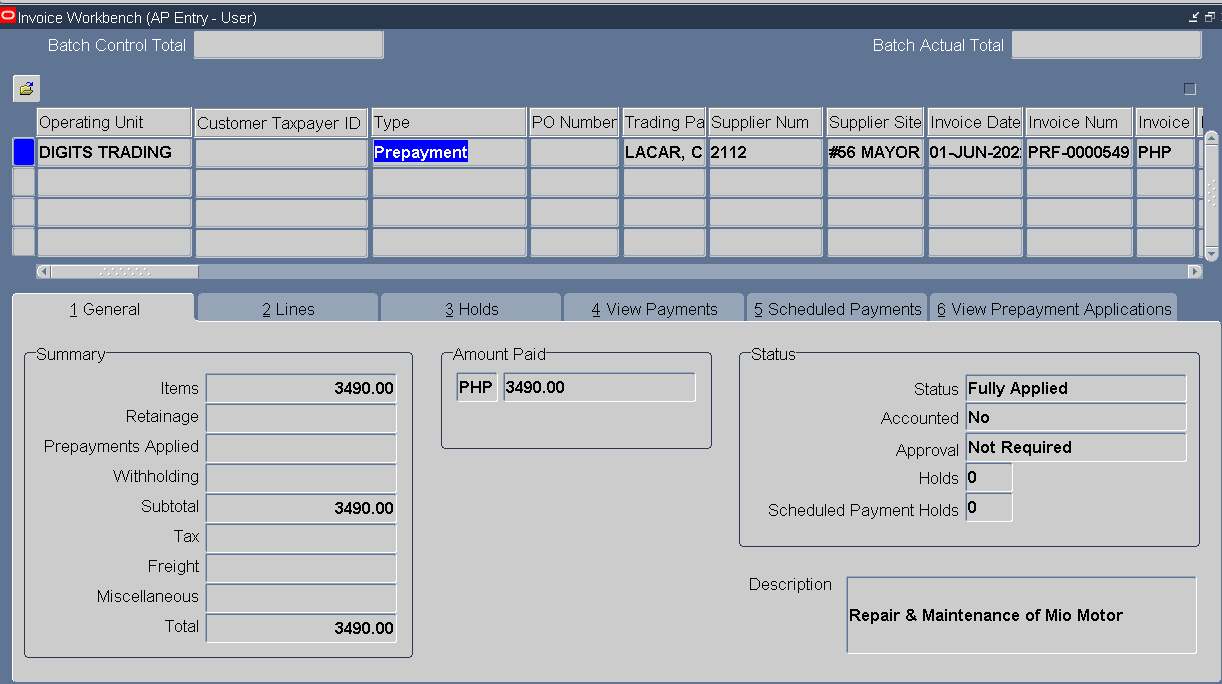 Invoice Workbench (AP Entry - User)
Batch Control Total Batch Actual Total
Operating Unit Customer Taxpayer ID Type PO Number Trading Pa Supplier Num Supplier Site Invoice Date Invoice Num Invoice
DIGITS TRADING Prepayment LACAR, C 2112 #56 MAYOR 01-JUN-202 PRF-0000549 PHP
1 General 2 Lines 3 Holds 4 View Payments 5 Scheduled Payments 6 View Prepayment Applications
Summary
Items 3490.00
Retainage
Prepayments Applied
Withholding
Subtotal 3490.00
Tax
Freight
Miscellaneous
Total 3490.00
Amount Paid
PHP 3490.00
Status
Status Fully Applied
Accounted No
Approval Not Required
Holds 0
Scheduled Payment Holds 0
Description Repair & Maintenance of Mio Motor